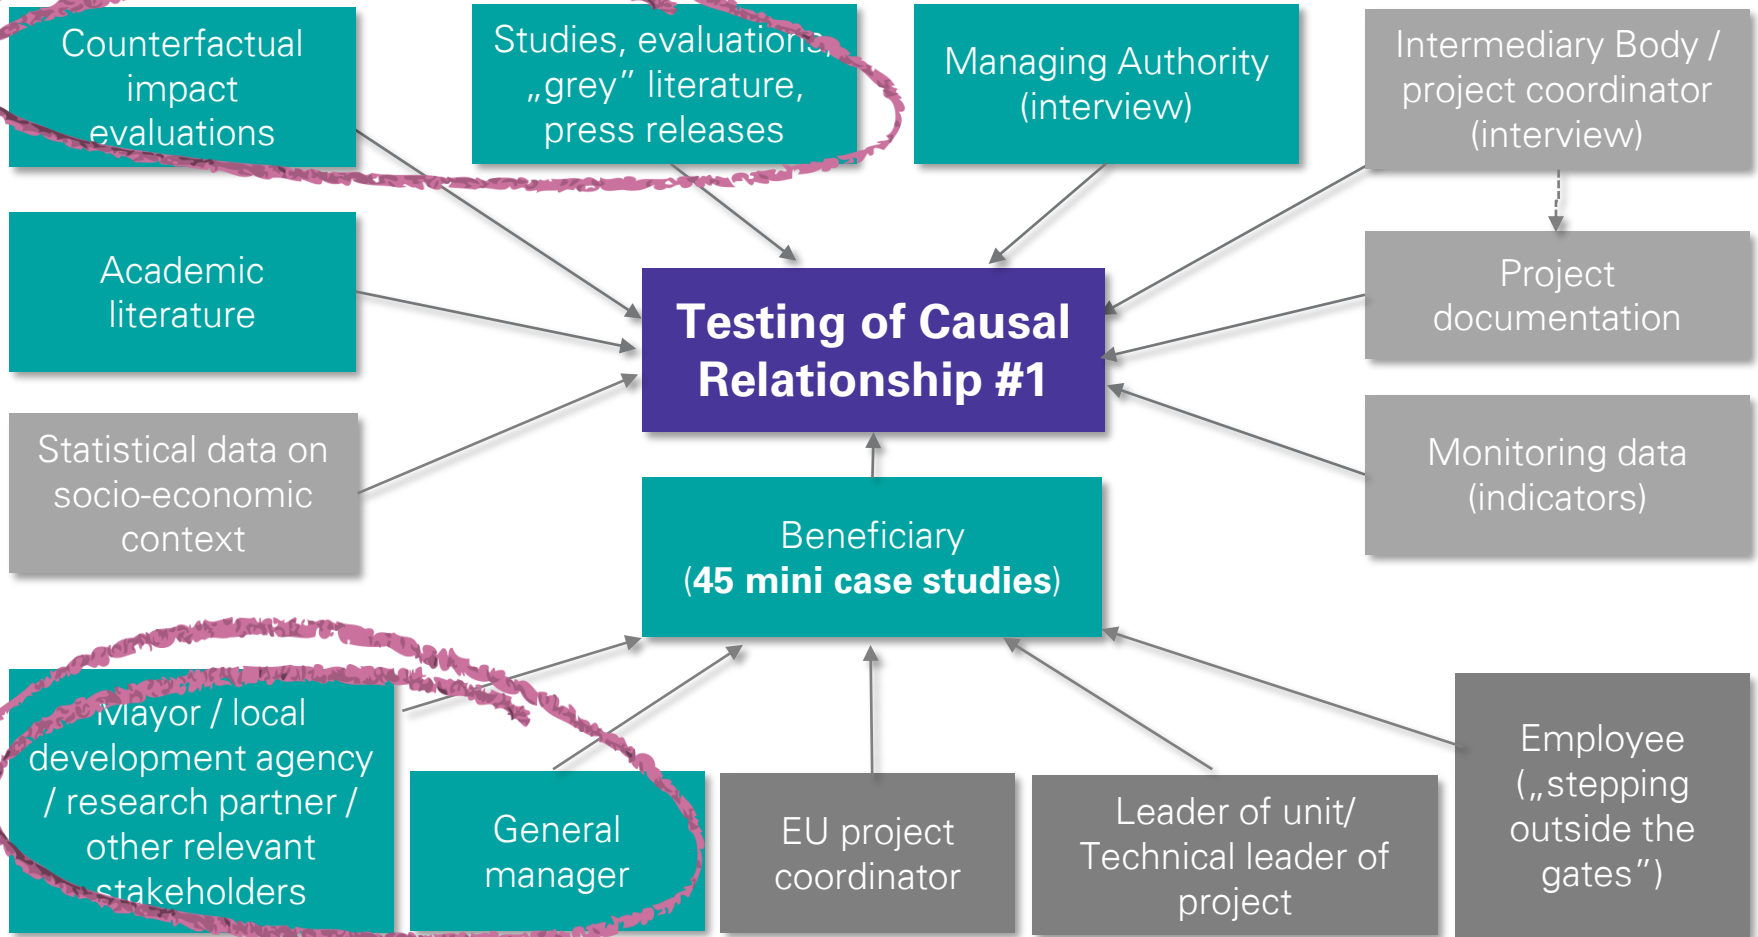 Counterfactual
impact
evaluations
Studies, evaluations,
„grey” literature,
press releases
Managing Authority
(interview)
Intermediary Body /
project coordinator
(interview)
Academic
literature
Testing of Causal
Relationship #1
Project
documentation
Statistical data on
socio-economic
context
Beneficiary
(45 mini case studies)
Monitoring data
(indicators)
Mayor / local
development agency
/ research partner /
other relevant
stakeholders
General
manager
EU project
coordinator
Leader of unit/
Technical leader of
project
Employee
(„stepping
outside the
gates”)